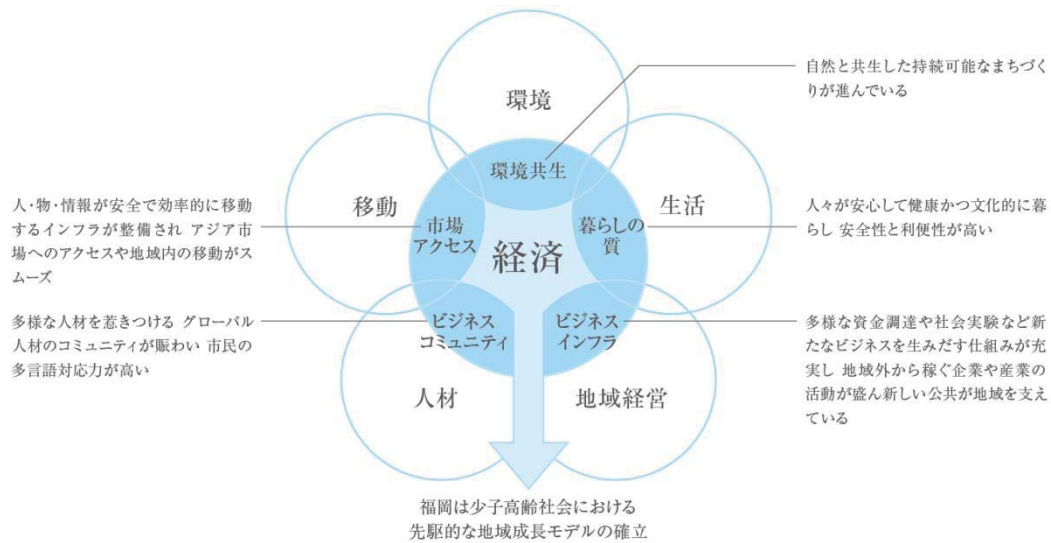 環境
自然と共生した持続可能なまちづく
りが進んでいる
環境共生
移動
生活
人・物・情報が安全で効率的に移動
するインフラが整備され アジア市
場へのアクセスや地域内の移動がス
ムーズ
市場
アクセス
経済
暮らしの
質
人々が安心して健康かつ文化的に暮
らし 安全性と利便性が高い
多様な人材を惹きつける グローバル
人材のコミュニティが賑わい 市民の
多言語対応力が高い
ビジネス
コミュニティ
ビジネス
インフラ
多様な資金調達や社会実験など新
たなビジネスを生みだす仕組みが充
実し 地域外から稼ぐ企業や産業の
活動が盛ん新しい公共が地域を支え
ている
人材
地域経営
福岡は少子高齢社会における
先駆的な地域成長モデルの確立